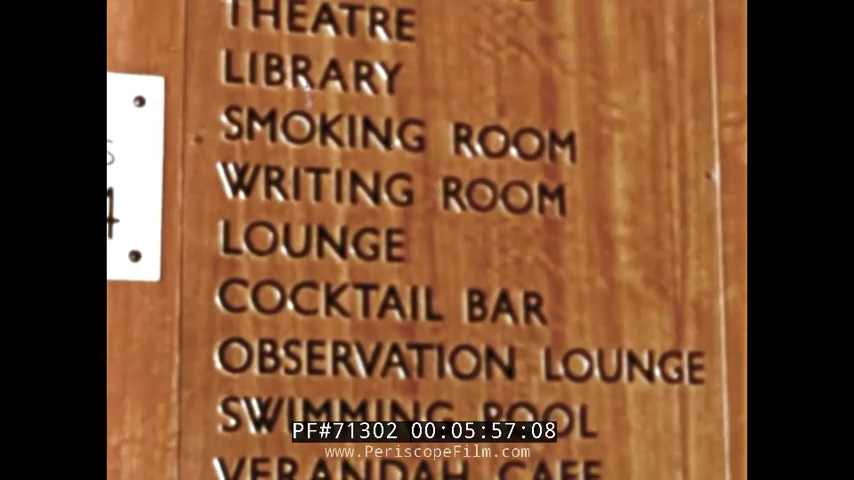 THEATRE
LIBRARY
SMOKING ROOM
WRITING ROOM
4
LOUNGE
COCKTAIL BAR
OBSERVATION LOUNGE
SWIMMING POOL
PF#71302 00:05:57:08
www.PeriscopeFilm.com
VERANDAH CAFE